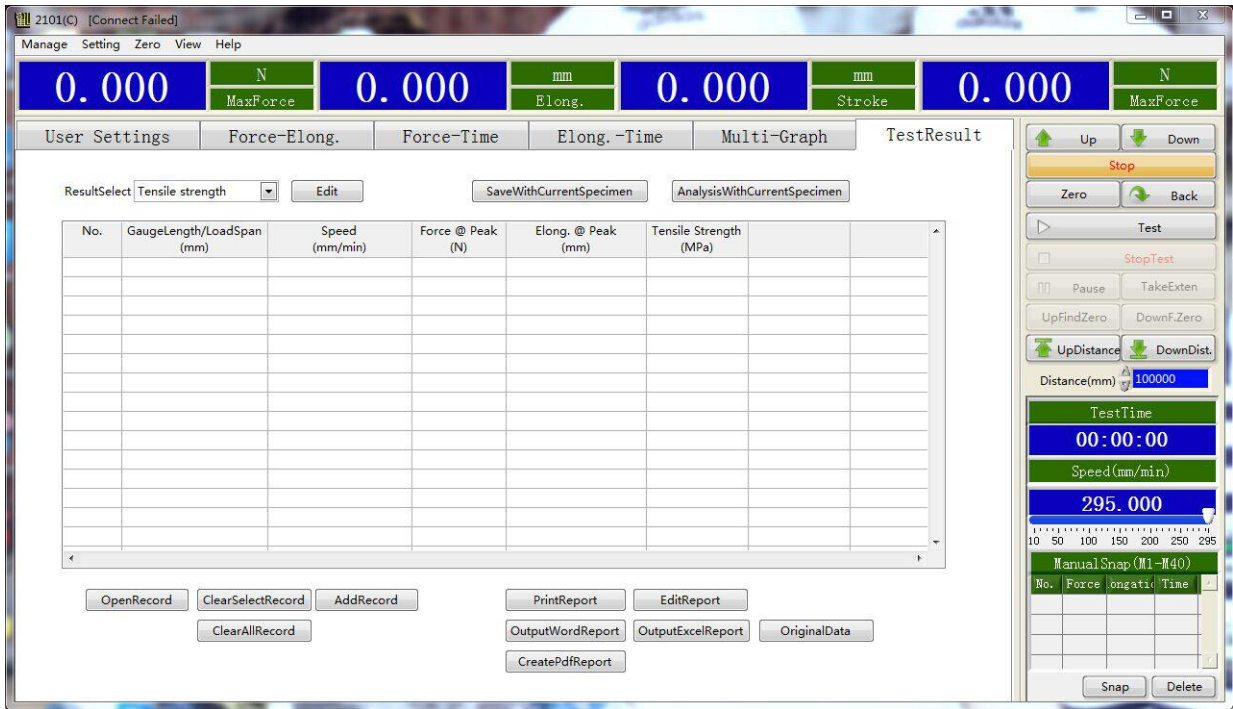 2101(C) [Connect Failed]
Manage Setting Zero View Help
0.000 N MaxForce 0.000 mm Elong. 0.000 mm Stroke 0.000 N MaxForce
User Settings Force-Elong. Force-Time Elong.-Time Multi-Graph TestResult
ResultSelect Tensile strength Edit SaveWithCurrentSpecimen AnalysisWithCurrentSpecimen
No. GaugeLength/LoadSpan Speed Force @ Peak Elong. @ Peak Tensile Strength
(mm) (mm/min) (N) (mm) (MPa)
OpenRecord ClearSelectRecord AddRecord PrintReport EditReport
ClearAllRecord OutputWordReport OutputExcelReport OriginalData
CreatePdfReport
Up Down
Stop
Zero Back
Test
StopTest
Pause TakeExten
UpFindZero DownF.Zero
UpDistance DownDist.
Distance(mm) 100000
TestTime
00:00:00
Speed(mm/min)
295.000
10 50 100 150 200 250 295
ManualSnap(M1-M40)
No. Force ongatic Time
Snap Delete